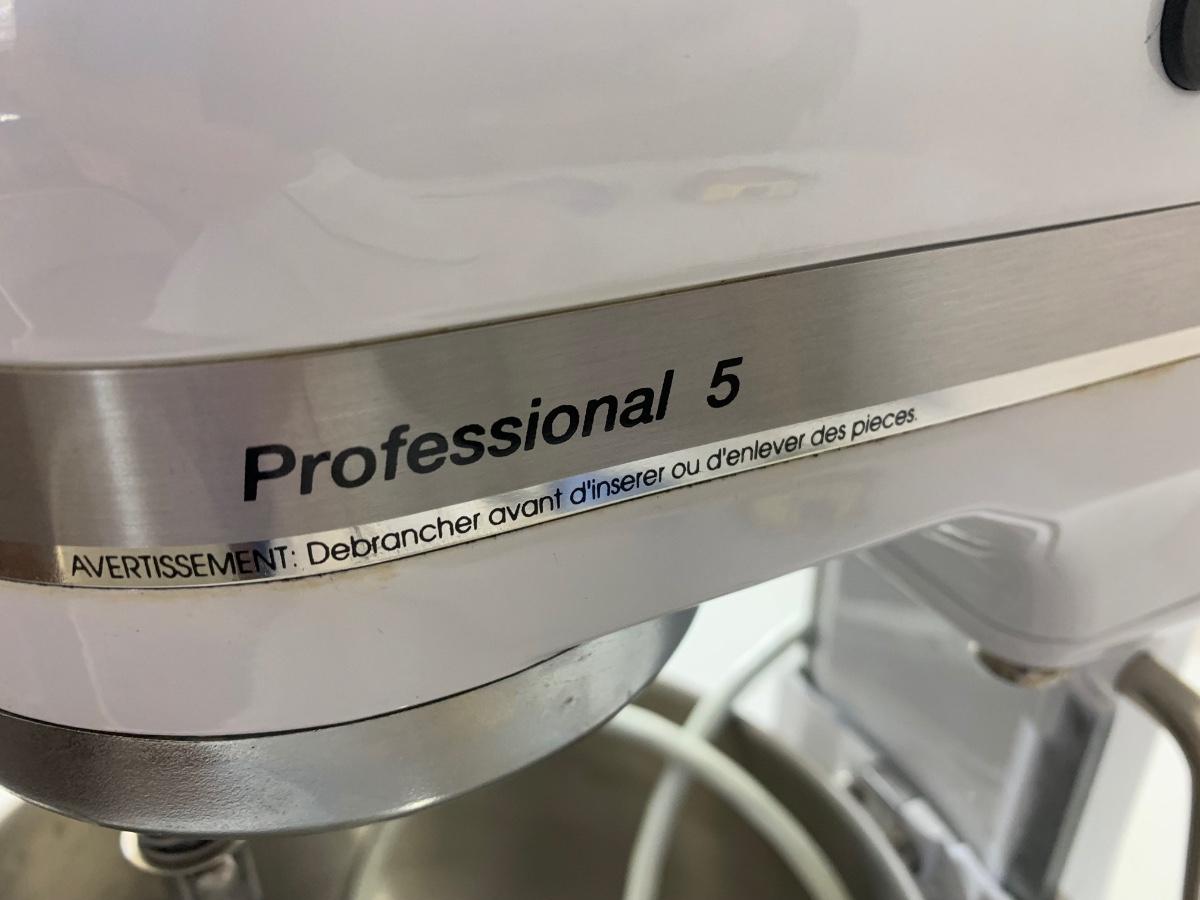 Professional 5
AVERTISSEMENT: Debrancher avant d'inserer ou d'enlever des pieces.